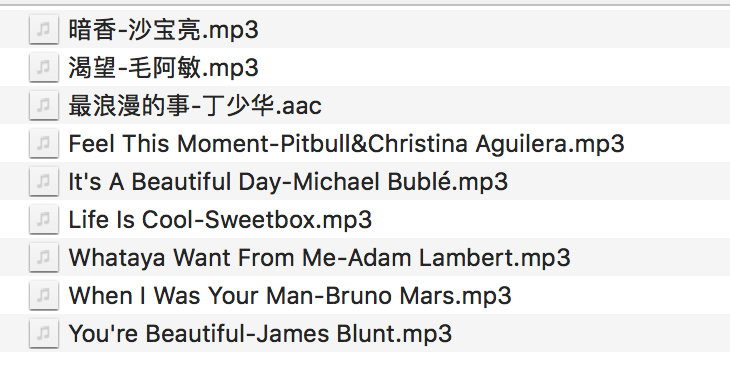 暗香-沙宝亮.mp3
渴望-毛阿敏.mp3
最浪漫的事-丁少华.aac
Feel This Moment-Pitbull&Christina Aguilera.mp3
It's A Beautiful Day-Michael Bublé.mp3
Life Is Cool-Sweetbox.mp3
Whataya Want From Me-Adam Lambert.mp3
When I Was Your Man-Bruno Mars.mp3
You're Beautiful-James Blunt.mp3